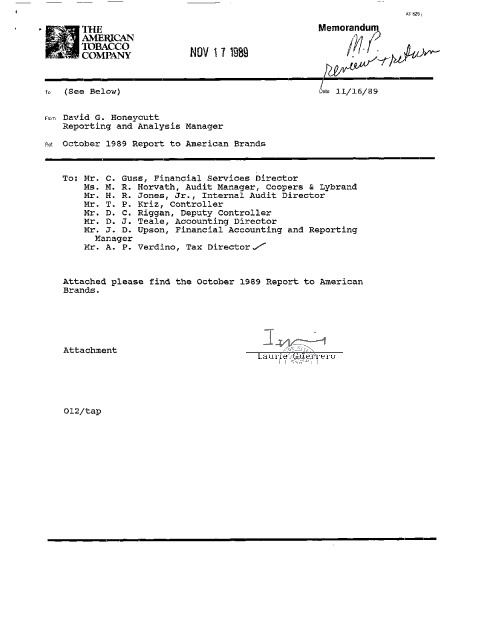 THE
AMERICAN
TOBACCO
COMPANY
Memorandum
NOV 17 1989
M.P.
Review + return
To (See Below)
Date 11/16/89
From David G. Honeycutt
Reporting and Analysis Manager
Ref. October 1989 Report to American Brands
To: Mr. C. Guss, Financial Services Director
Ms. M. R. Horvath, Audit Manager, Coopers & Lybrand
Mr. H. R. Jones, Jr., Internal Audit Director
Mr. T. P. Kriz, Controller
Mr. D. C. Riggan, Deputy Controller
Mr. D. J. Teale, Accounting Director
Mr. J. D. Upson, Financial Accounting and Reporting
Manager
Mr. A. P. Verdino, Tax Director
Attached please find the October 1989 Report to American
Brands.
Attachment
Laurie Guerrero
O12/tap